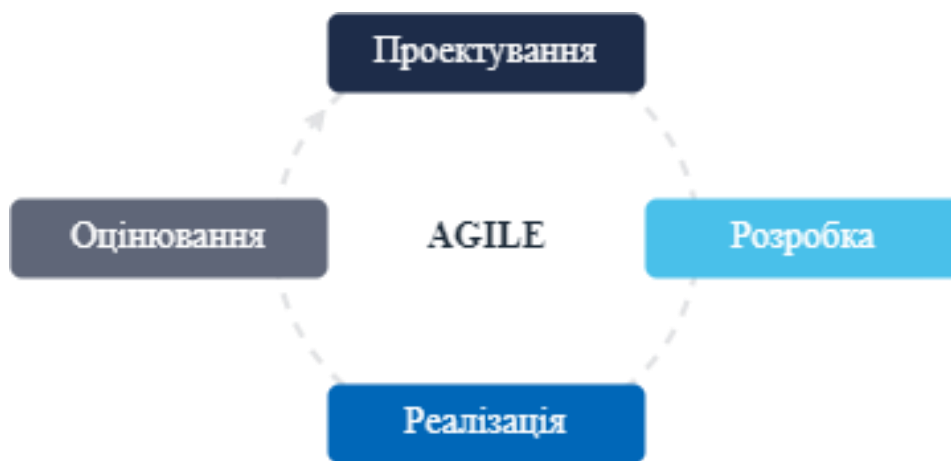 Проектування
Оцінювання
AGILE
Розробка
Реалізація